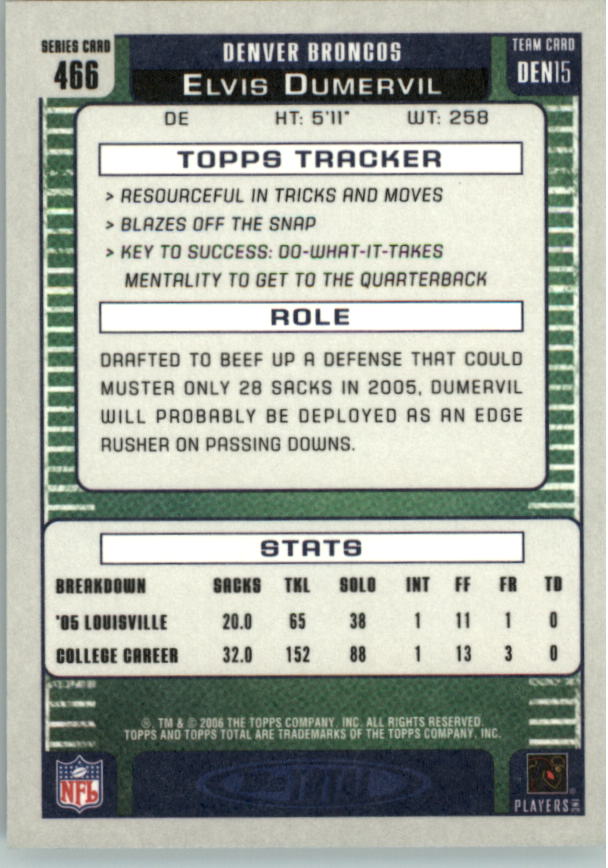 SERIES CARD
466
DENVER BRONCOS
ELVIS DUMERVIL
TEAM CARD
DEN15
DE HT: 5'11" WT: 258
TOPPS TRACKER
> RESOURCEFUL IN TRICKS AND MOVES
> BLAZES OFF THE SNAP
> KEY TO SUCCESS: DO-WHAT-IT-TAKES
MENTALITY TO GET TO THE QUARTERBACK
ROLE
DRAFTED TO BEEF UP A DEFENSE THAT COULD
MUSTER ONLY 28 SACKS IN 2005, DUMERVIL
WILL PROBABLY BE DEPLOYED AS AN EDGE
RUSHER ON PASSING DOWNS.
STATS
BREAKDOWN SACKS TKL SOLO INT FF FR TD
'05 LOUISVILLE 20.0 65 38 1 11 1 0
COLLEGE CAREER 32.0 152 88 1 13 3 0
®, TM & © 2006 THE TOPPS COMPANY, INC. ALL RIGHTS RESERVED.
TOPPS AND TOPPS TOTAL ARE TRADEMARKS OF THE TOPPS COMPANY, INC.
NFL
TOTAL
PLAYERS INC